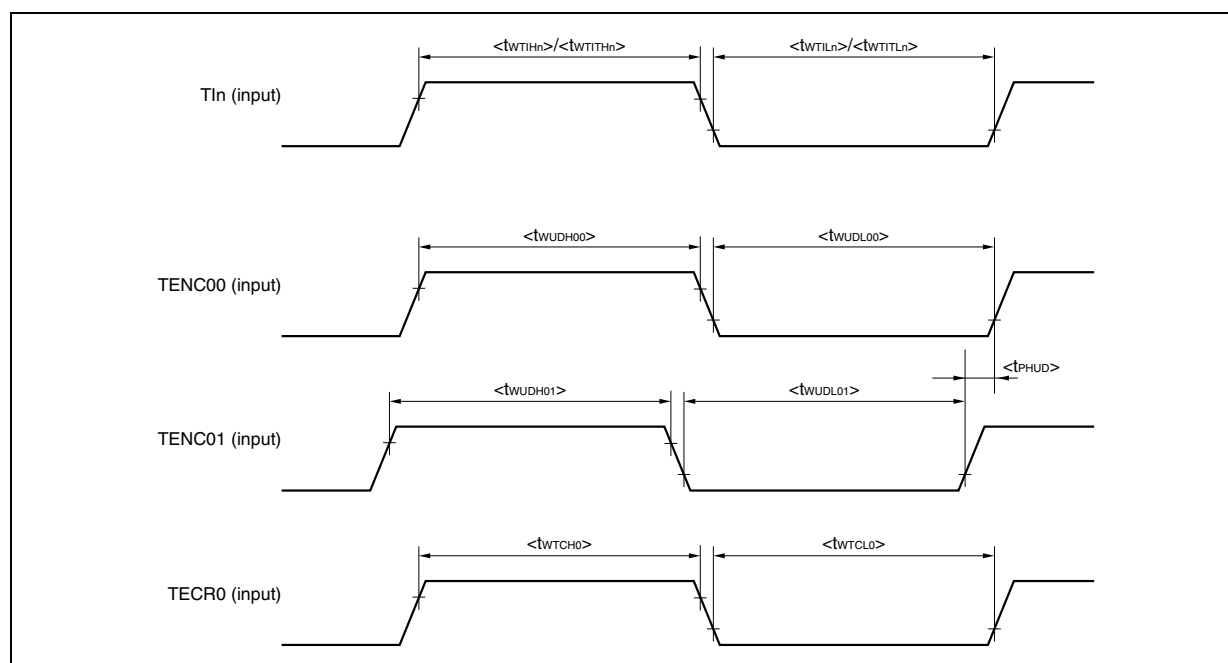 <tWTIHn>/<tWTITHn> <tWTILn>/<tWTITLn>
TIn (input)
<tWUDH00> <tWUDL00>
TENC00 (input)
<tPHUD>
<tWUDH01> <tWUDL01>
TENC01 (input)
<tWTCH0> <tWTCL0>
TECR0 (input)